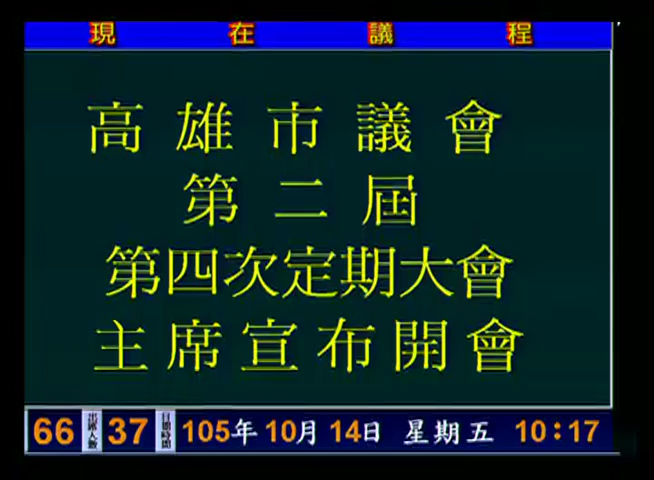 現在議程
高雄市議會
第二屆
第四次定期大會
主席宣布開會
66 出席人數 37 目前時間 105年10月14日 星期五 10:17